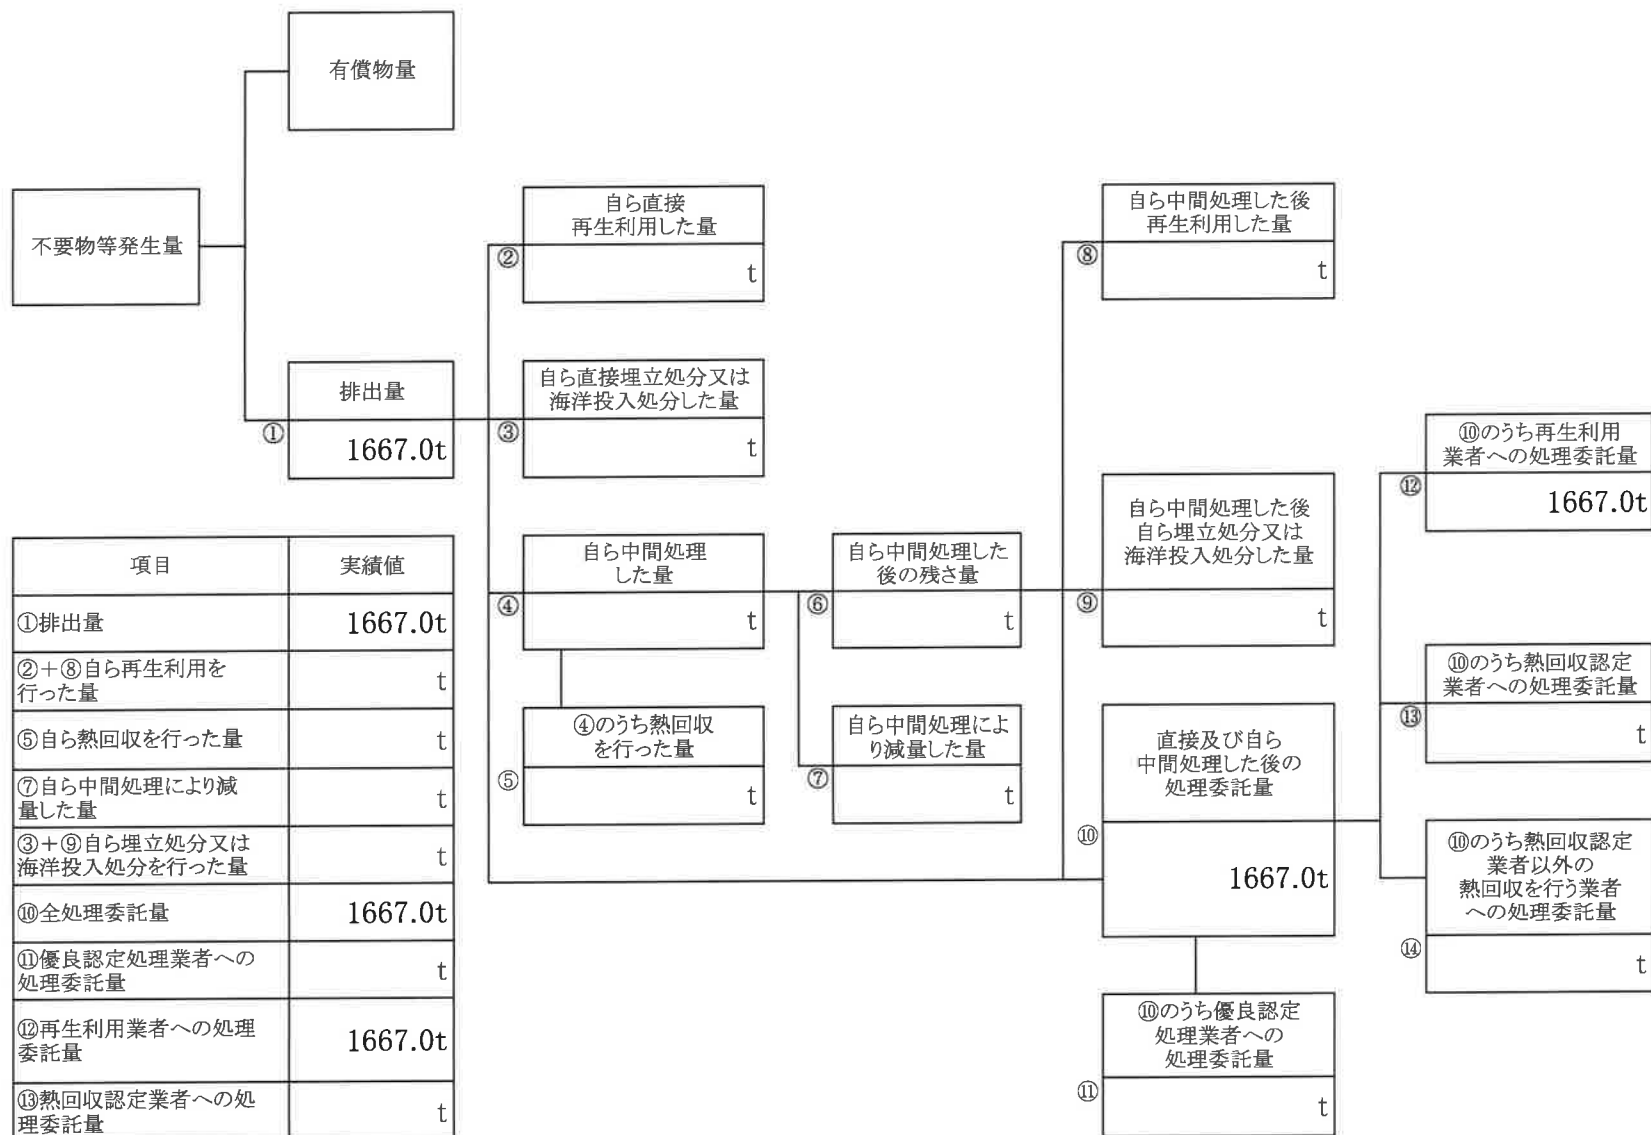 有償物量
不要物等発生量
排出量
①
1667.0t
自ら直接
再生利用した量
②
t
自ら直接埋立処分又は
海洋投入処分した量
③
t
自ら中間処理
した量
④
t
④のうち熱回収
を行った量
⑤
t
自ら中間処理した
後の残さ量
⑥
t
自ら中間処理によ
り減量した量
⑦
t
自ら中間処理した後
再生利用した量
⑧
t
自ら中間処理した後
自ら埋立処分又は
海洋投入処分した量
⑨
t
直接及び自ら
中間処理した後の
処理委託量
⑩
1667.0t
⑩のうち優良認定
処理業者への
処理委託量
⑪
t
⑩のうち再生利用
業者への処理委託量
⑫
1667.0t
⑩のうち熱回収認定
業者への処理委託量
⑬
t
⑩のうち熱回収認定
業者以外の
熱回収を行う業者
への処理委託量
⑭
t
項目 実績値
①排出量 1667.0t
②+⑧自ら再生利用を
行った量 t
⑤自ら熱回収を行った量 t
⑦自ら中間処理により減
量した量 t
③+⑨自ら埋立処分又は
海洋投入処分を行った量 t
⑩全処理委託量 1667.0t
⑪優良認定処理業者への
処理委託量 t
⑫再生利用業者への処理
委託量 1667.0t
⑬熱回収認定業者への処
理委託量 t